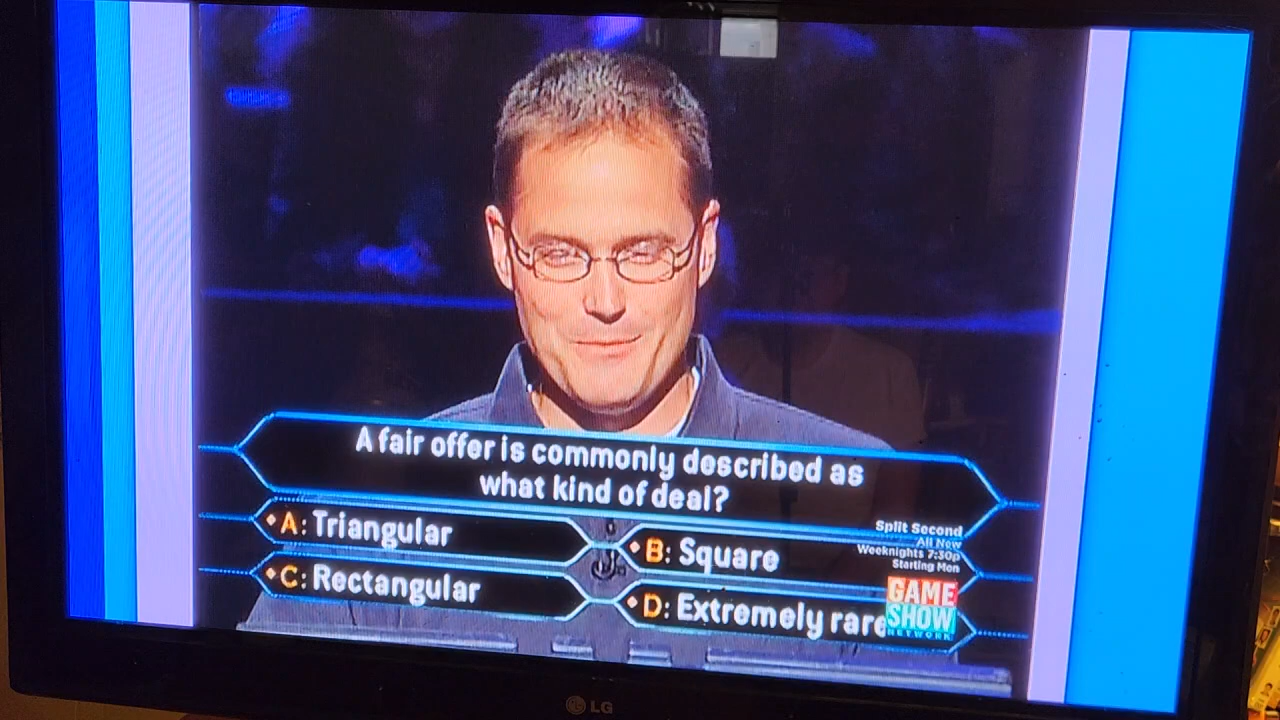 A fair offer is commonly described as
what kind of deal?
A: Triangular
B: Square
C: Rectangular
D: Extremely rare
Split Second
All New
Weeknights 7:30p
Starting Mon
GAME
SHOW
NETWORK
LG